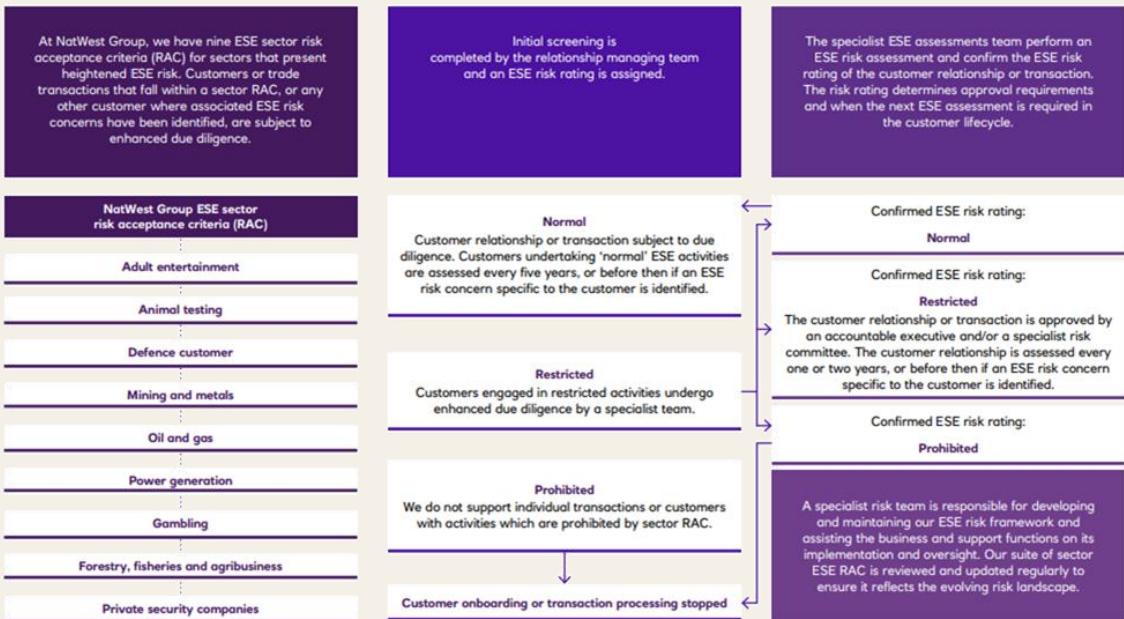 At NatWest Group, we have nine ESE sector risk
acceptance criteria (RAC) for sectors that present
heightened ESE risk. Customers or trade
transactions that fall within a sector RAC, or any
other customer where associated ESE risk
concerns have been identified, are subject to
enhanced due diligence.
Initial screening is
completed by the relationship managing team
and an ESE risk rating is assigned.
The specialist ESE assessments team perform an
ESE risk assessment and confirm the ESE risk
rating of the customer relationship or transaction.
The risk rating determines approval requirements
and when the next ESE assessment is required in
the customer lifecycle.
NatWest Group ESE sector
risk acceptance criteria (RAC)
Adult entertainment
Animal testing
Defence customer
Mining and metals
Oil and gas
Power generation
Gambling
Forestry, fisheries and agribusiness
Private security companies
Normal
Customer relationship or transaction subject to due
diligence. Customers undertaking ‘normal’ ESE activities
are assessed every five years, or before then if an ESE
risk concern specific to the customer is identified.
Restricted
Customers engaged in restricted activities undergo
enhanced due diligence by a specialist team.
Prohibited
We do not support individual transactions or customers
with activities which are prohibited by sector RAC.
Customer onboarding or transaction processing stopped
Confirmed ESE risk rating:
Normal
Confirmed ESE risk rating:
Restricted
The customer relationship or transaction is approved by
an accountable executive and/or a specialist risk
committee. The customer relationship is assessed every
one or two years, or before then if an ESE risk concern
specific to the customer is identified.
Confirmed ESE risk rating:
Prohibited
A specialist risk team is responsible for developing
and maintaining our ESE risk framework and
assisting the business and support functions on its
implementation and oversight. Our suite of sector
ESE RAC is reviewed and updated regularly to
ensure it reflects the evolving risk landscape.